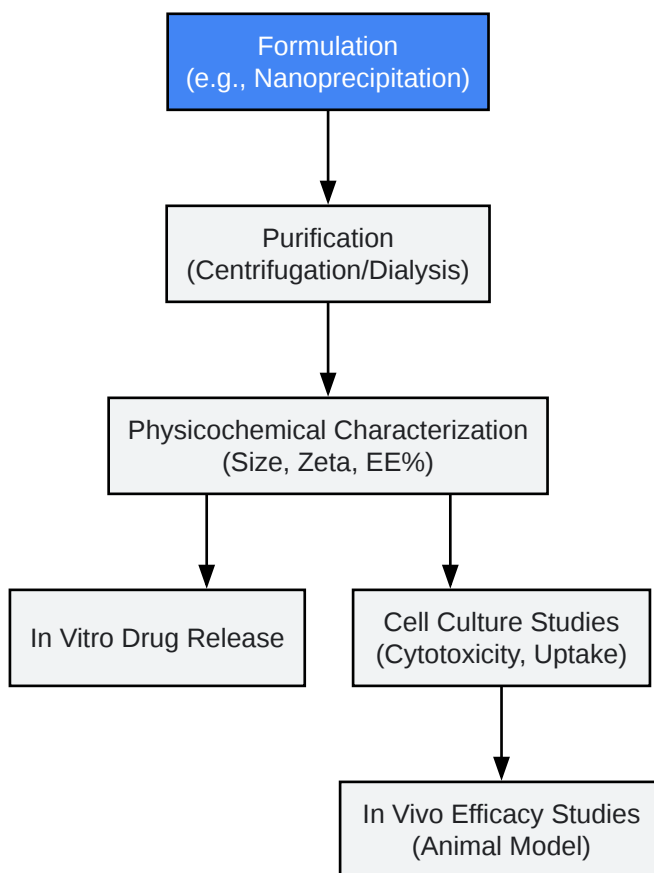 Formulation
(e.g., Nanoprecipitation)
Purification
(Centrifugation/Dialysis)
Physicochemical Characterization
(Size, Zeta, EE%)
In Vitro Drug Release
Cell Culture Studies
(Cytotoxicity, Uptake)
In Vivo Efficacy Studies
(Animal Model)